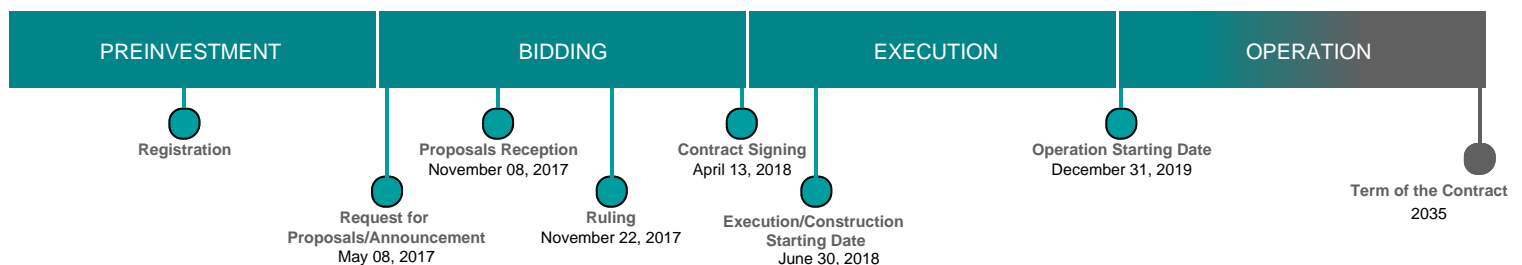 PREINVESTMENT
BIDDING
EXECUTION
OPERATION
Registration
Request for
Proposals/Announcement
May 08, 2017
Proposals Reception
November 08, 2017
Ruling
November 22, 2017
Contract Signing
April 13, 2018
Execution/Construction
Starting Date
June 30, 2018
Operation Starting Date
December 31, 2019
Term of the Contract
2035